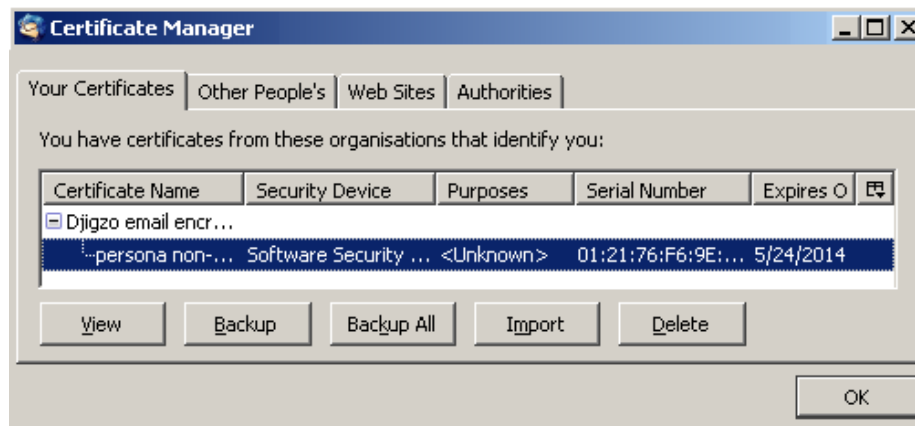 Certificate Manager
Your Certificates Other People's Web Sites Authorities
You have certificates from these organisations that identify you:
Certificate Name Security Device Purposes Serial Number Expires O
Djigzo email encr...
persona non-... Software Security ... <Unknown> 01:21:76:F6:9E:... 5/24/2014
View Backup Backup All Import Delete
OK